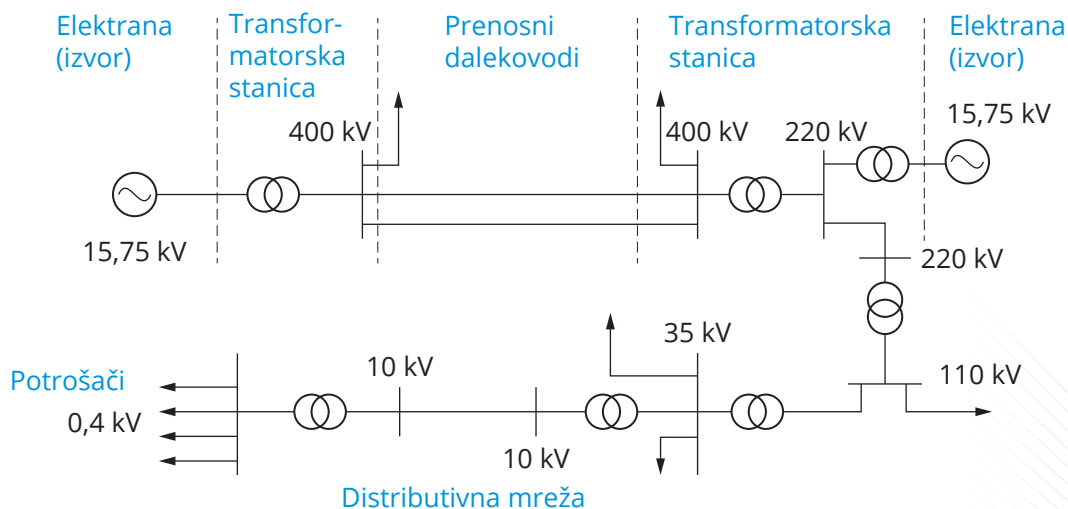 Elektrana
(izvor)
Transfor-
matorska
stanica
Prenosni
dalekovodi
Transformatorska
stanica
Elektrana
(izvor)
400 kV
400 kV
220 kV
15,75 kV
15,75 kV
220 kV
35 kV
10 kV
110 kV
Potrošači
0,4 kV
10 kV
Distributivna mreža